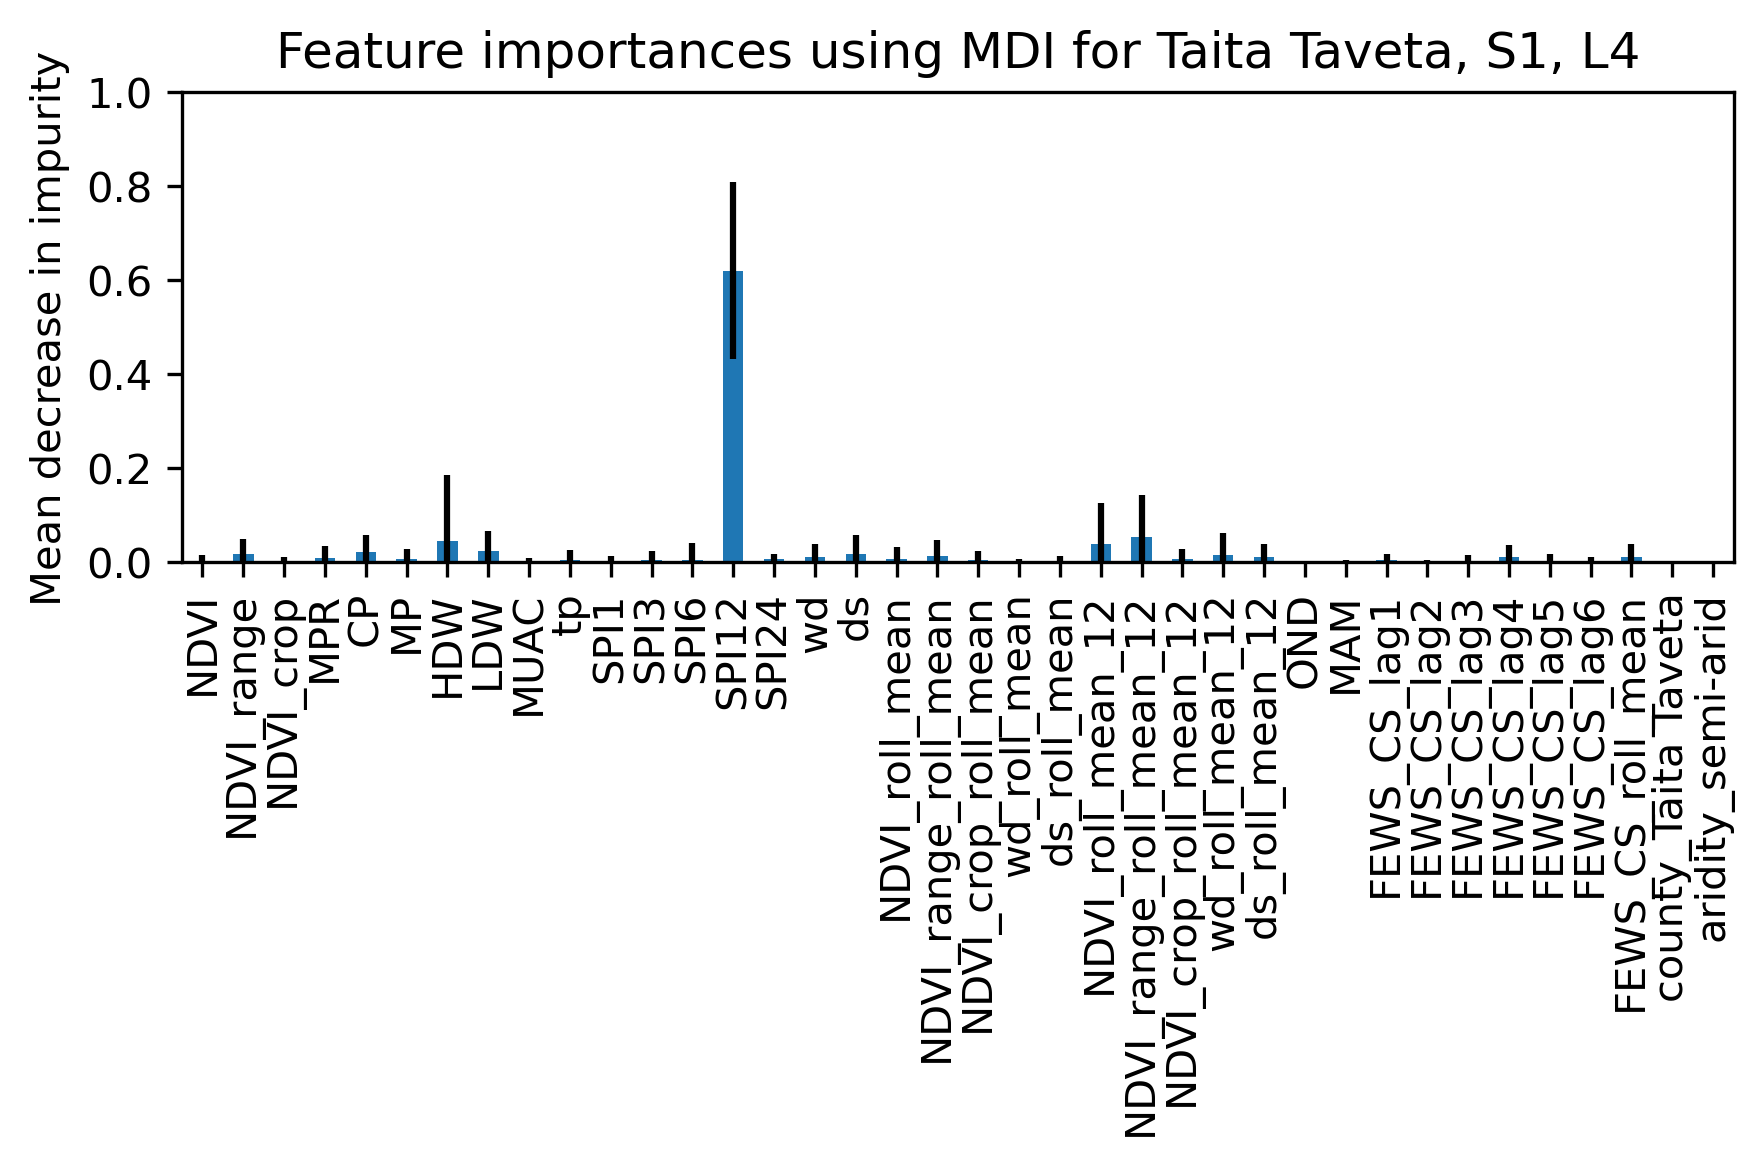 Feature importances using MDI for Taita Taveta, S1, L4
Mean decrease in impurity
1.0
0.8
0.6
0.4
0.2
0.0
NDVI
NDVI_range
NDVI_crop
MPR
CP
MP
HDW
LDW
MUAC
tp
SPI1
SPI3
SPI6
SPI12
SPI24
wd
ds
NDVI_roll_mean
NDVI_range_roll_mean
NDVI_crop_roll_mean
wd_roll_mean
ds_roll_mean
NDVI_roll_mean_12
NDVI_range_roll_mean_12
NDVI_crop_roll_mean_12
wd_roll_mean_12
ds_roll_mean_12
OND
MAM
FEWS_CS_lag1
FEWS_CS_lag2
FEWS_CS_lag3
FEWS_CS_lag4
FEWS_CS_lag5
FEWS_CS_lag6
FEWS_CS_roll_mean
county_Taita Taveta
aridity_semi-arid